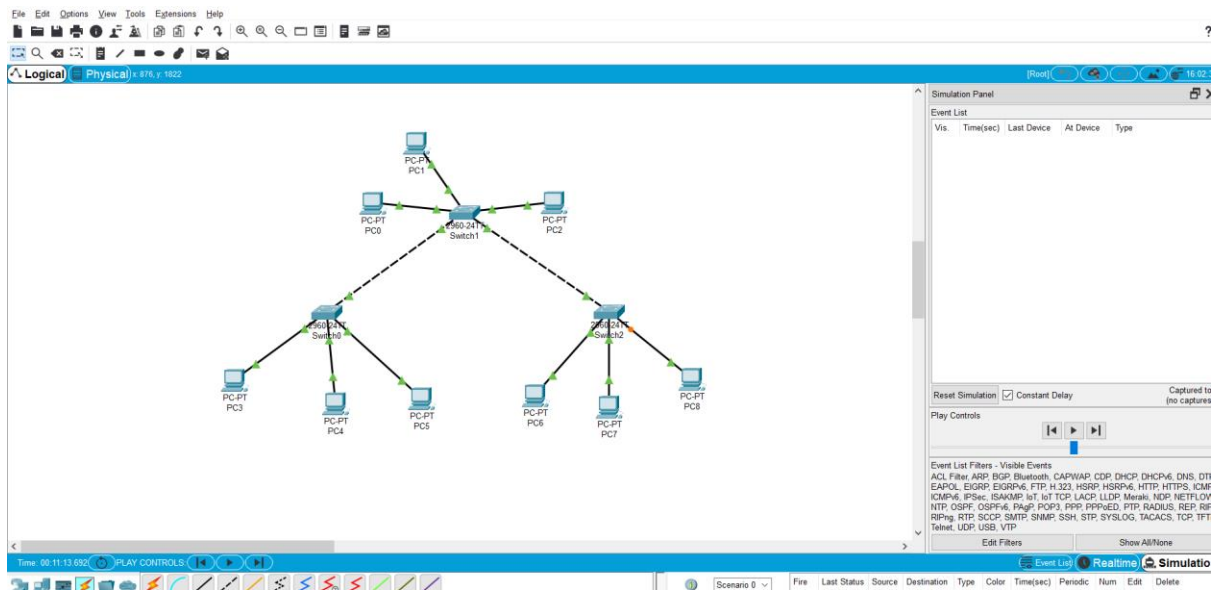 File Edit Options View Tools Extensions Help
?
Logical Physical x: 876, y: 1822 [Root] 16:02:
Simulation Panel
Event List
Vis. Time(sec) Last Device At Device Type
PC-PT
PC1
PC-PT
PC0
PC-PT
PC2
2960-24TT
Switch1
2960-24TT
Switch0
2960-24TT
Switch2
PC-PT
PC3
PC-PT
PC4
PC-PT
PC5
PC-PT
PC6
PC-PT
PC7
PC-PT
PC8
Reset Simulation Constant Delay Captured to
(no captures
Play Controls
Event List Filters - Visible Events
ACL Filter, ARP, BGP, Bluetooth, CAPWAP, CDP, DHCP, DHCPv6, DNS, DTP
EAPOL, EIGRP, EIGRPv6, FTP, H.323, HSRP, HSRPv6, HTTP, HTTPS, ICMP
ICMPv6, IPSec, ISAKMP, IoT, IoT TCP, LACP, LLDP, Meraki, NDP, NETFLOW
NTP, OSPF, OSPFv6, PAgP, POP3, PPP, PPPoED, PTP, RADIUS, REP, RIP
RIPng, RTP, SCCP, SMTP, SNMP, SSH, STP, SYSLOG, TACACS, TCP, TFT
Telnet, UDP, USB, VTP
Edit Filters Show All/None
Time: 00:11:13.692 PLAY CONTROLS: Event List Realtime Simulatio
Scenario 0 Fire Last Status Source Destination Type Color Time(sec) Periodic Num Edit Delete